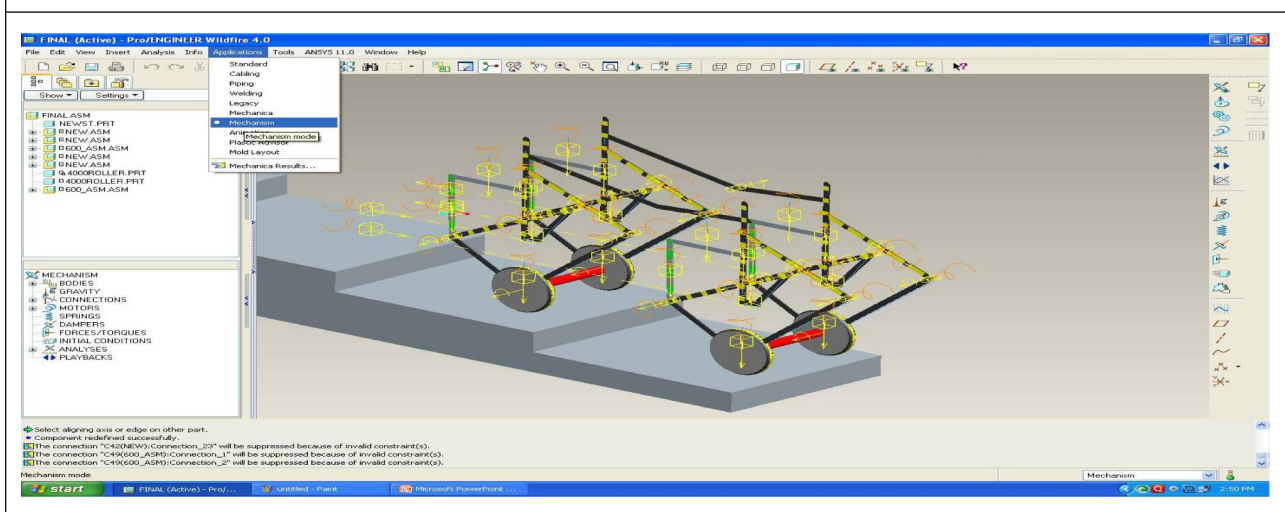 FINAL (Active) - Pro/ENGINEER Wildfire 4.0
File Edit View Insert Analysis Info Applications Tools ANSYS 11.0 Window Help
Standard
Cabling
Piping
Welding
Legacy
Mechanica
Mechanism
Animation
Mechanism mode
Plastic Advisor
Mold Layout
Mechanica Results...
Show Settings
FINAL.ASM
NEWST.PRT
NEW.ASM
NEW.ASM
600_ASM.ASM
NEW.ASM
NEW.ASM
4000ROLLER.PRT
4000ROLLER.PRT
600_ASM.ASM
MECHANISM
BODIES
GRAVITY
CONNECTIONS
MOTORS
SPRINGS
DAMPERS
FORCES/TORQUES
INITIAL CONDITIONS
ANALYSES
PLAYBACKS
Select aligning axis or edge on other part.
Component redefined successfully.
The connection "C42(NEW):Connection_23" will be suppressed because of invalid constraint(s).
The connection "C49(600_ASM):Connection_1" will be suppressed because of invalid constraint(s).
The connection "C49(600_ASM):Connection_2" will be suppressed because of invalid constraint(s).
Mechanism mode Mechanism
start FINAL (Active) - Pro/... untitled - Paint Microsoft PowerPoint ... 2:50 PM